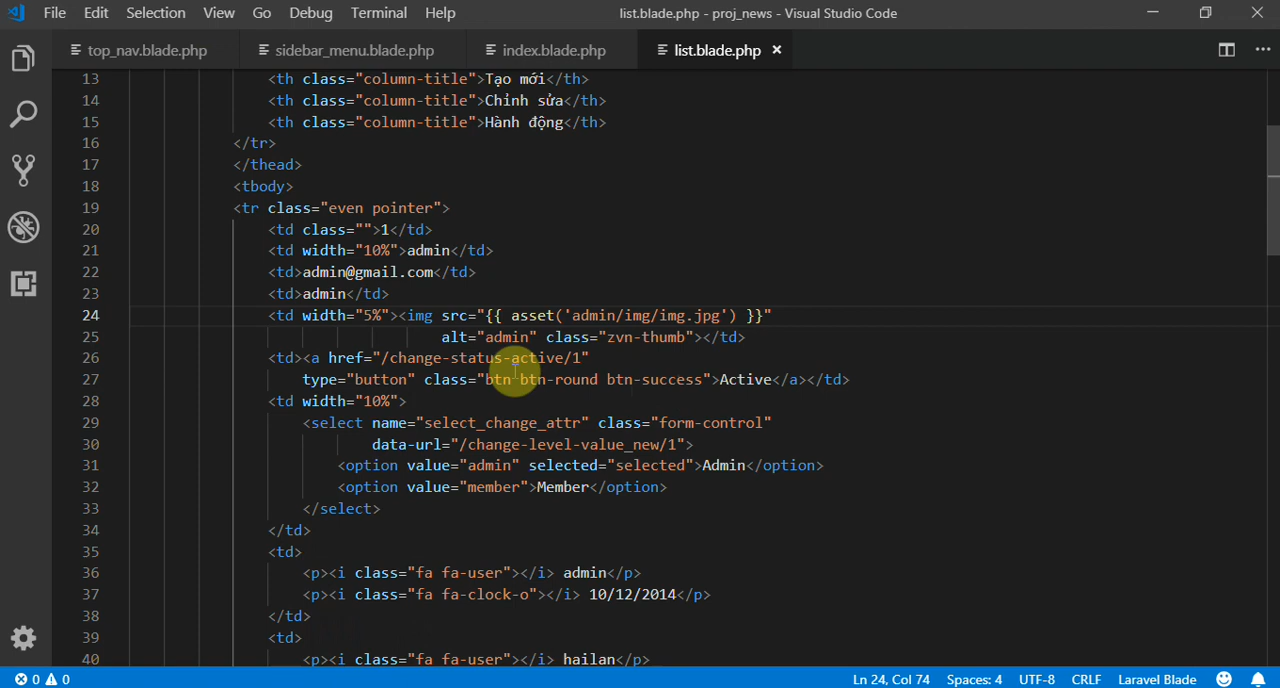 File Edit Selection View Go Debug Terminal Help list.blade.php - proj_news - Visual Studio Code
top_nav.blade.php sidebar_menu.blade.php index.blade.php list.blade.php
13 <th class="column-title">Tạo mới</th>
14 <th class="column-title">Chỉnh sửa</th>
15 <th class="column-title">Hành động</th>
16 </tr>
17 </thead>
18 <tbody>
19 <tr class="even pointer">
20 <td class="">1</td>
21 <td width="10%">admin</td>
22 <td>admin@gmail.com</td>
23 <td>admin</td>
24 <td width="5%"><img src="{{ asset('admin/img/img.jpg') }}"
25 alt="admin" class="zvn-thumb"></td>
26 <td><a href="/change-status-active/1"
27 type="button" class="btn btn-round btn-success">Active</a></td>
28 <td width="10%">
29 <select name="select_change_attr" class="form-control"
30 data-url="/change-level-value_new/1">
31 <option value="admin" selected="selected">Admin</option>
32 <option value="member">Member</option>
33 </select>
34 </td>
35 <td>
36 <p><i class="fa fa-user"></i> admin</p>
37 <p><i class="fa fa-clock-o"></i> 10/12/2014</p>
38 </td>
39 <td>
40 <p><i class="fa fa-user"></i> hailan</p>
0 0 Ln 24, Col 74 Spaces: 4 UTF-8 CRLF Laravel Blade